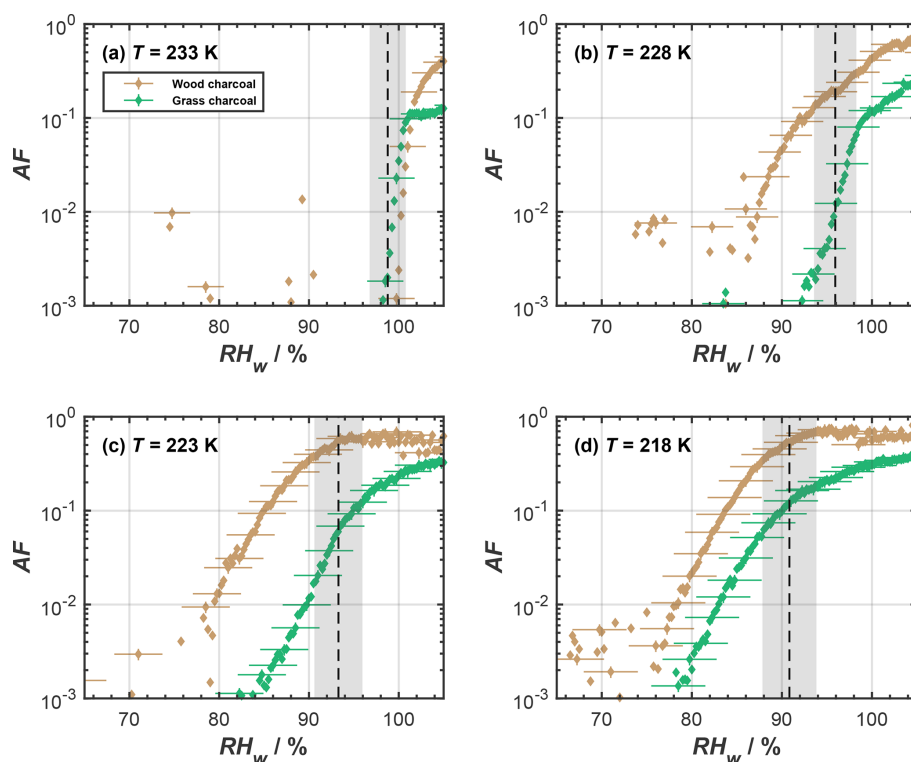 (a) T = 233 K
Wood charcoal
Grass charcoal
10^0
10^-1
10^-2
10^-3
AF
70 80 90 100
RH_w / %
(b) T = 228 K
10^0
10^-1
10^-2
10^-3
AF
70 80 90 100
RH_w / %
(c) T = 223 K
10^0
10^-1
10^-2
10^-3
AF
70 80 90 100
RH_w / %
(d) T = 218 K
10^0
10^-1
10^-2
10^-3
AF
70 80 90 100
RH_w / %